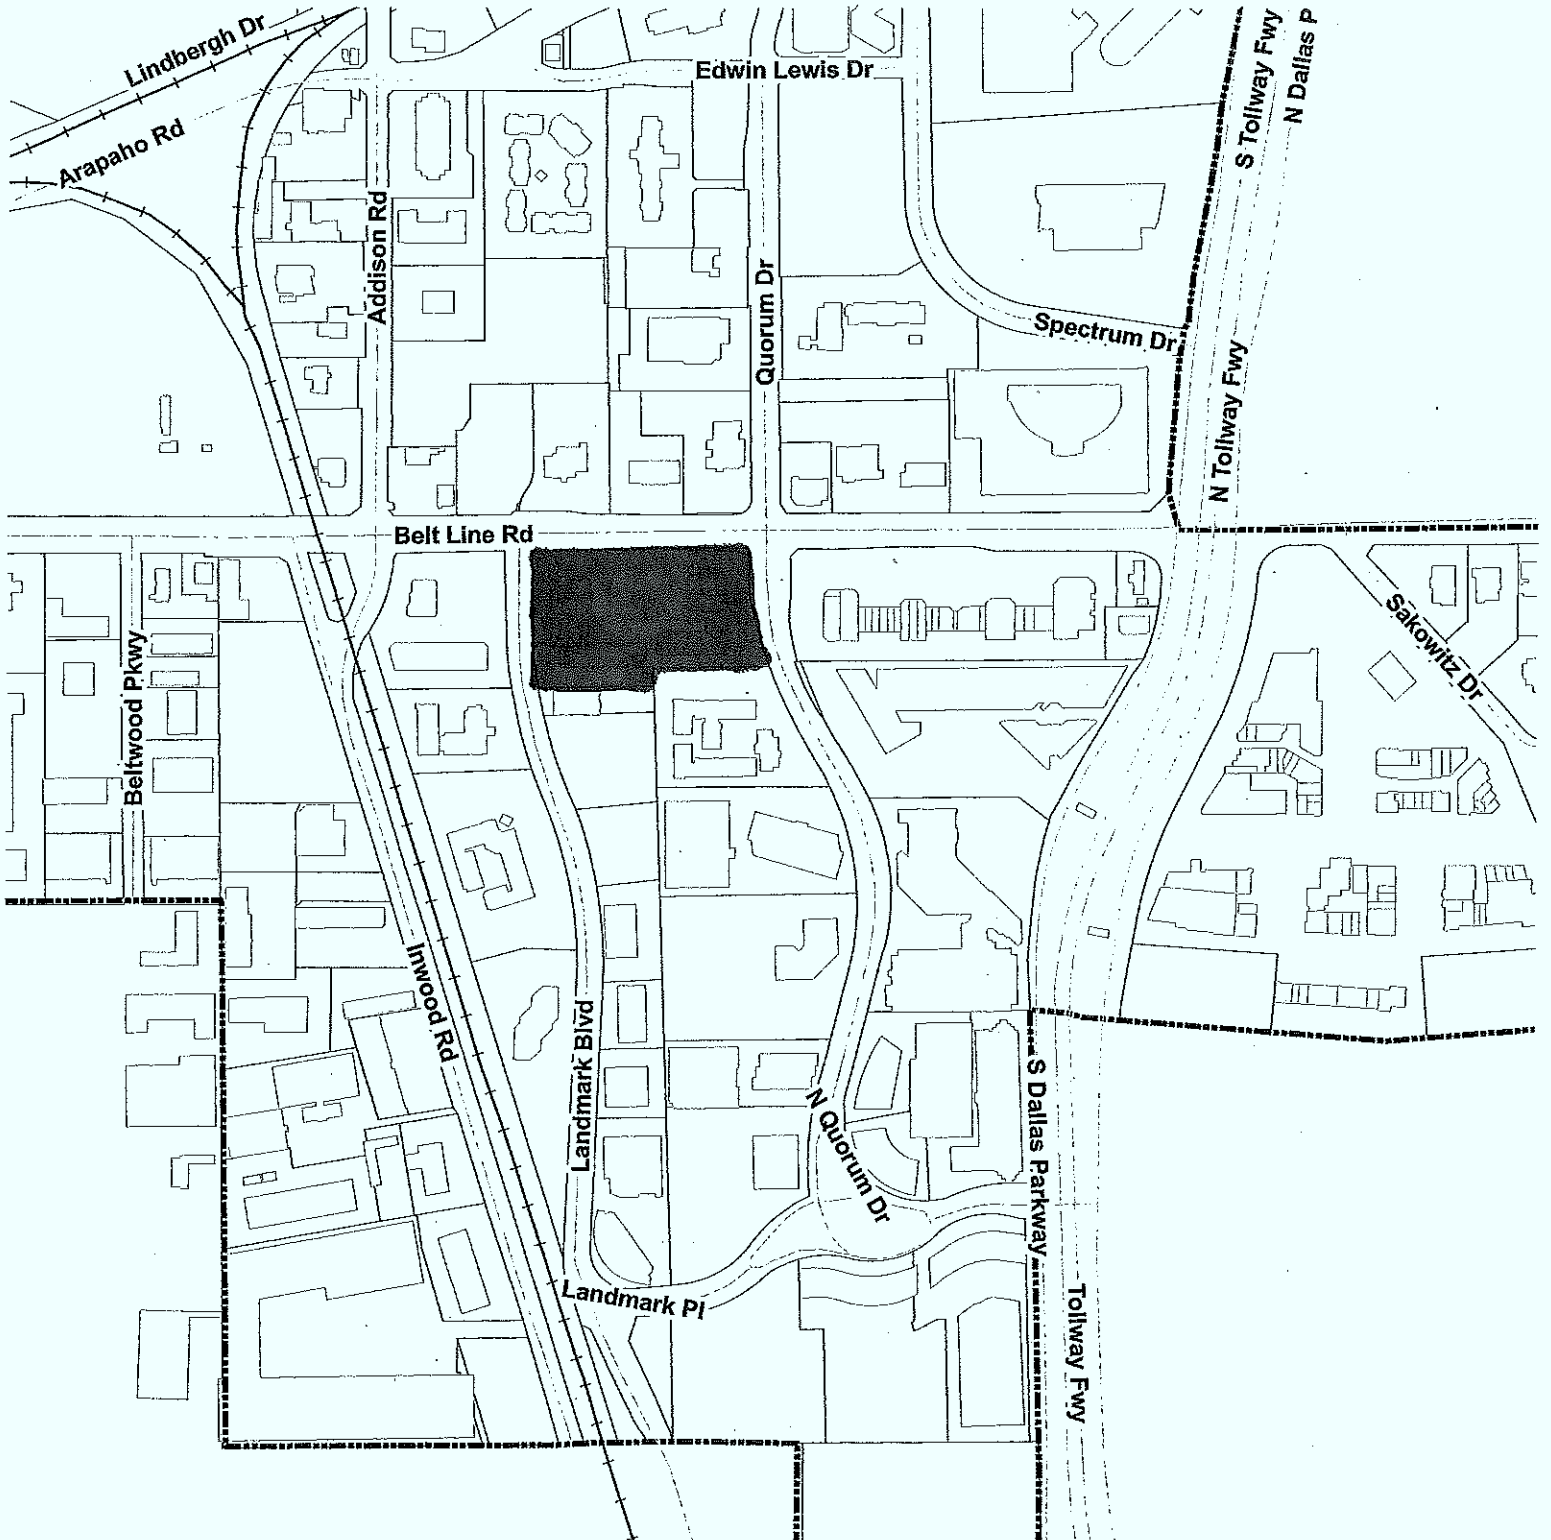 Lindbergh Dr
Edwin Lewis Dr
S Tollway Fwy
N Dallas P
Arapaho Rd
Addison Rd
Quorum Dr
Spectrum Dr
N Tollway Fwy
Belt Line Rd
Sakowitz Dr
Beltwood Pkwy
Inwood Rd
Landmark Blvd
N Quorum Dr
S Dallas Parkway
Landmark Pl
Tollway Fwy